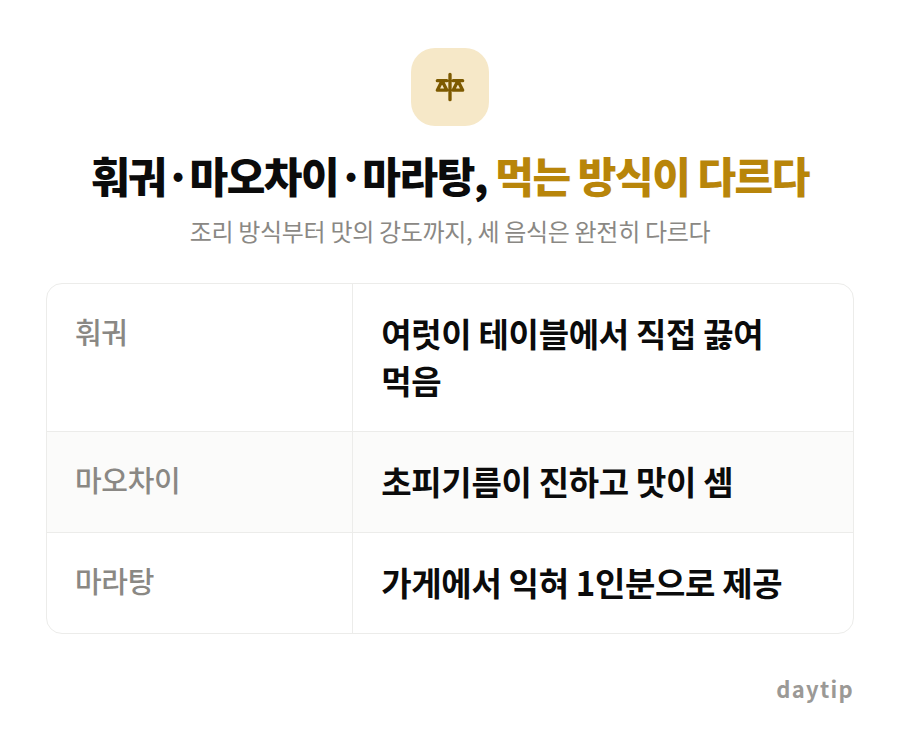 훠궈·마오차이·마라탕, 먹는 방식이 다르다
조리 방식부터 맛의 강도까지, 세 음식은 완전히 다르다
훠궈
여럿이 테이블에서 직접 끓여
먹음
마오차이
초피기름이 진하고 맛이 셈
마라탕
가게에서 익혀 1인분으로 제공
daytip